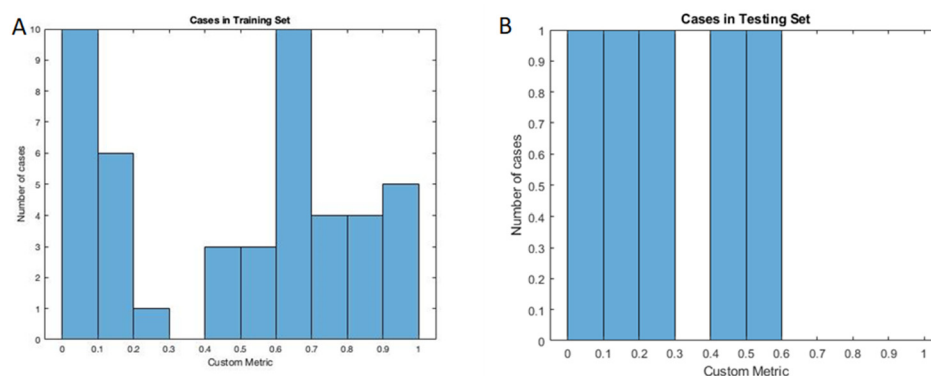 A
Cases in Training Set
10
9
8
7
6
5
4
3
2
1
0
Number of cases
0 0.1 0.2 0.3 0.4 0.5 0.6 0.7 0.8 0.9 1
Custom Metric
B
Cases in Testing Set
1
0.9
0.8
0.7
0.6
0.5
0.4
0.3
0.2
0.1
0
Number of cases
0 0.1 0.2 0.3 0.4 0.5 0.6 0.7 0.8 0.9 1
Custom Metric